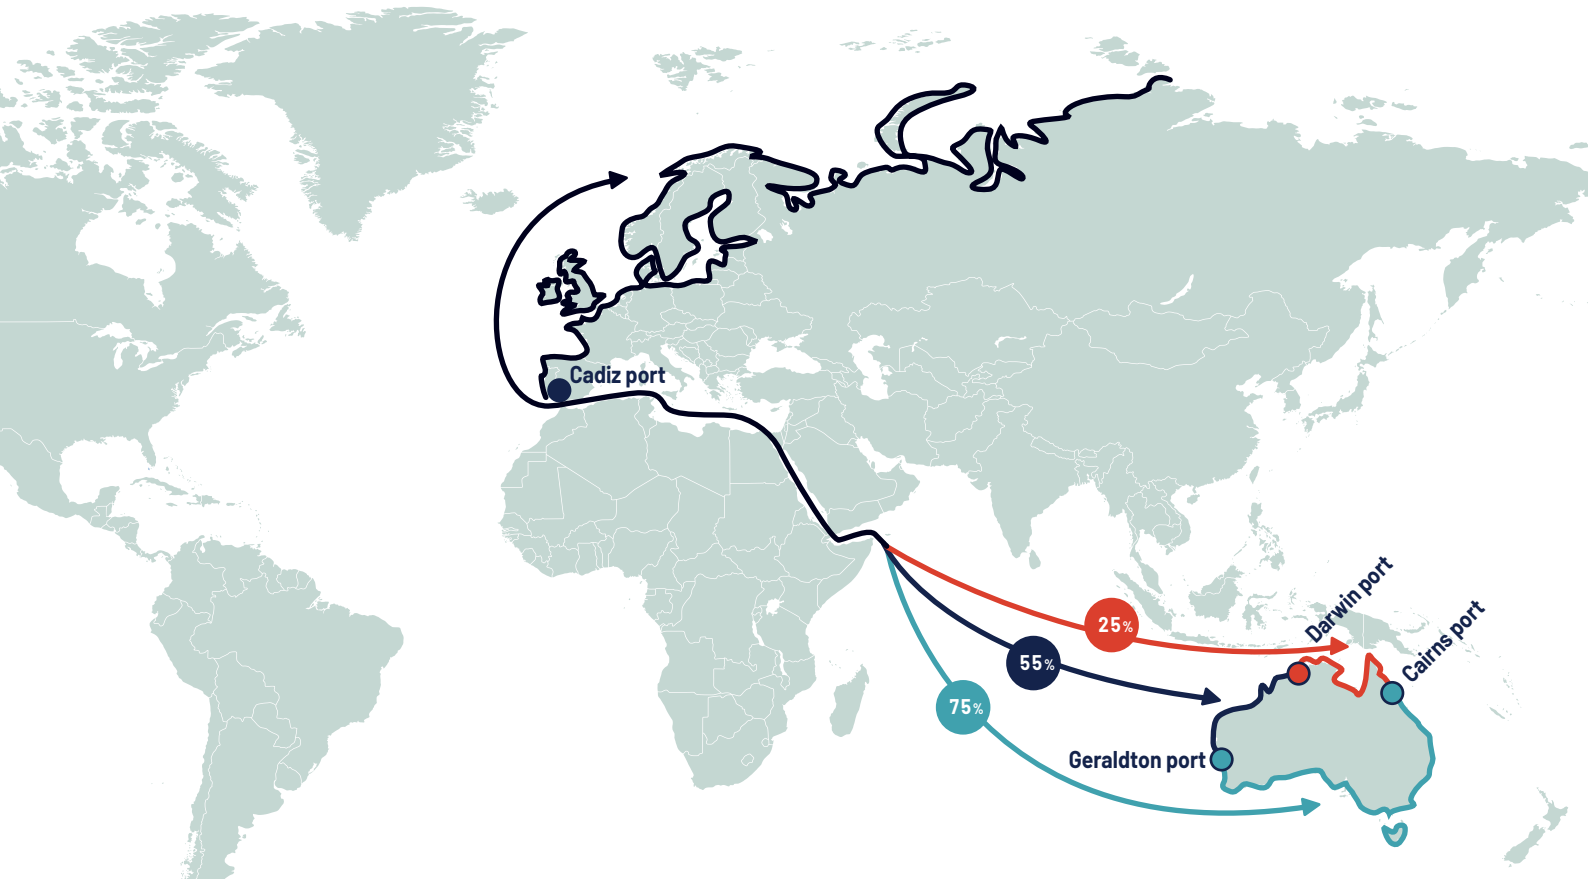 Cadiz port
Darwin port
Cairns port
25%
55%
75%
Geraldton port